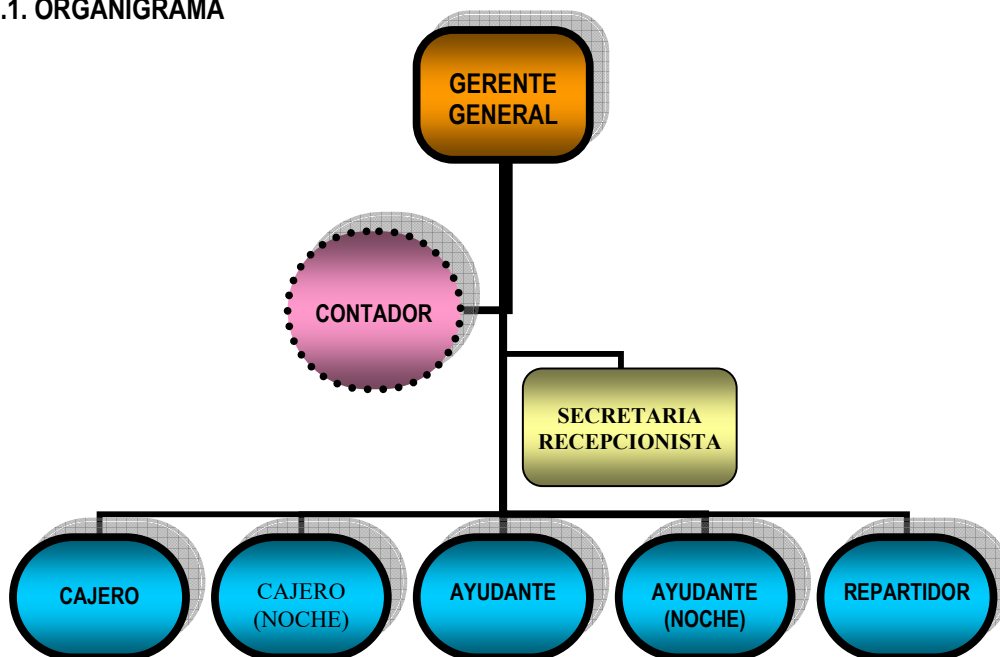 .1. ORGANIGRAMA
GERENTE
GENERAL
CONTADOR
SECRETARIA
RECEPCIONISTA
CAJERO
CAJERO
(NOCHE)
AYUDANTE
AYUDANTE
(NOCHE)
REPARTIDOR